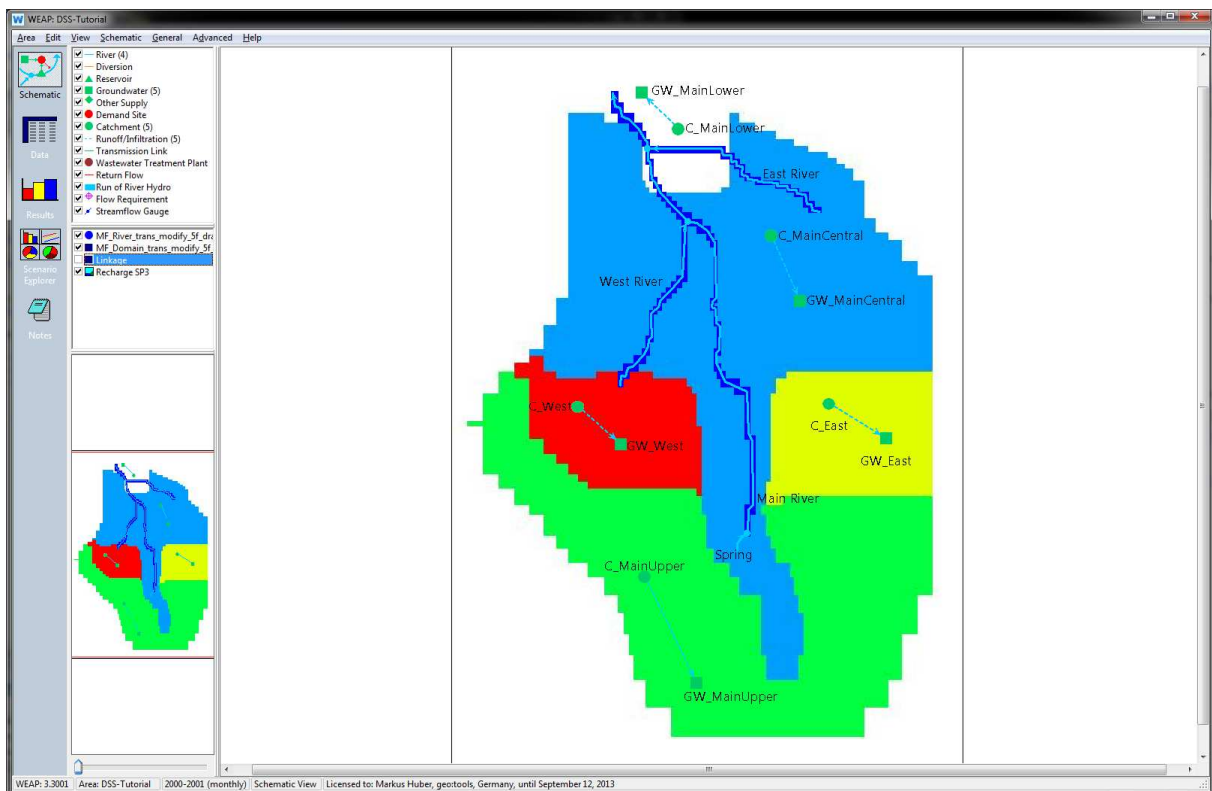 WEAP: DSS-Tutorial
Area Edit View Schematic General Advanced Help
Schematic
Data
Results
Scenario
Explorer
Notes
River (4)
Diversion
Reservoir
Groundwater (5)
Other Supply
Demand Site
Catchment (5)
Runoff/Infiltration (5)
Transmission Link
Wastewater Treatment Plant
Return Flow
Run of River Hydro
Flow Requirement
Streamflow Gauge
MF_River_trans_modify_5f_dra
MF_Domain_trans_modify_5f_
Linkage
Recharge SP3
GW_MainLower
C_MainLower
East River
C_MainCentral
West River
GW_MainCentral
C_West
C_East
GW_West
GW_East
Main River
Spring
C_MainUpper
GW_MainUpper
WEAP: 3.3001 Area: DSS-Tutorial 2000-2001 (monthly) Schematic View Licensed to: Markus Huber, geo:tools, Germany, until September 12, 2013